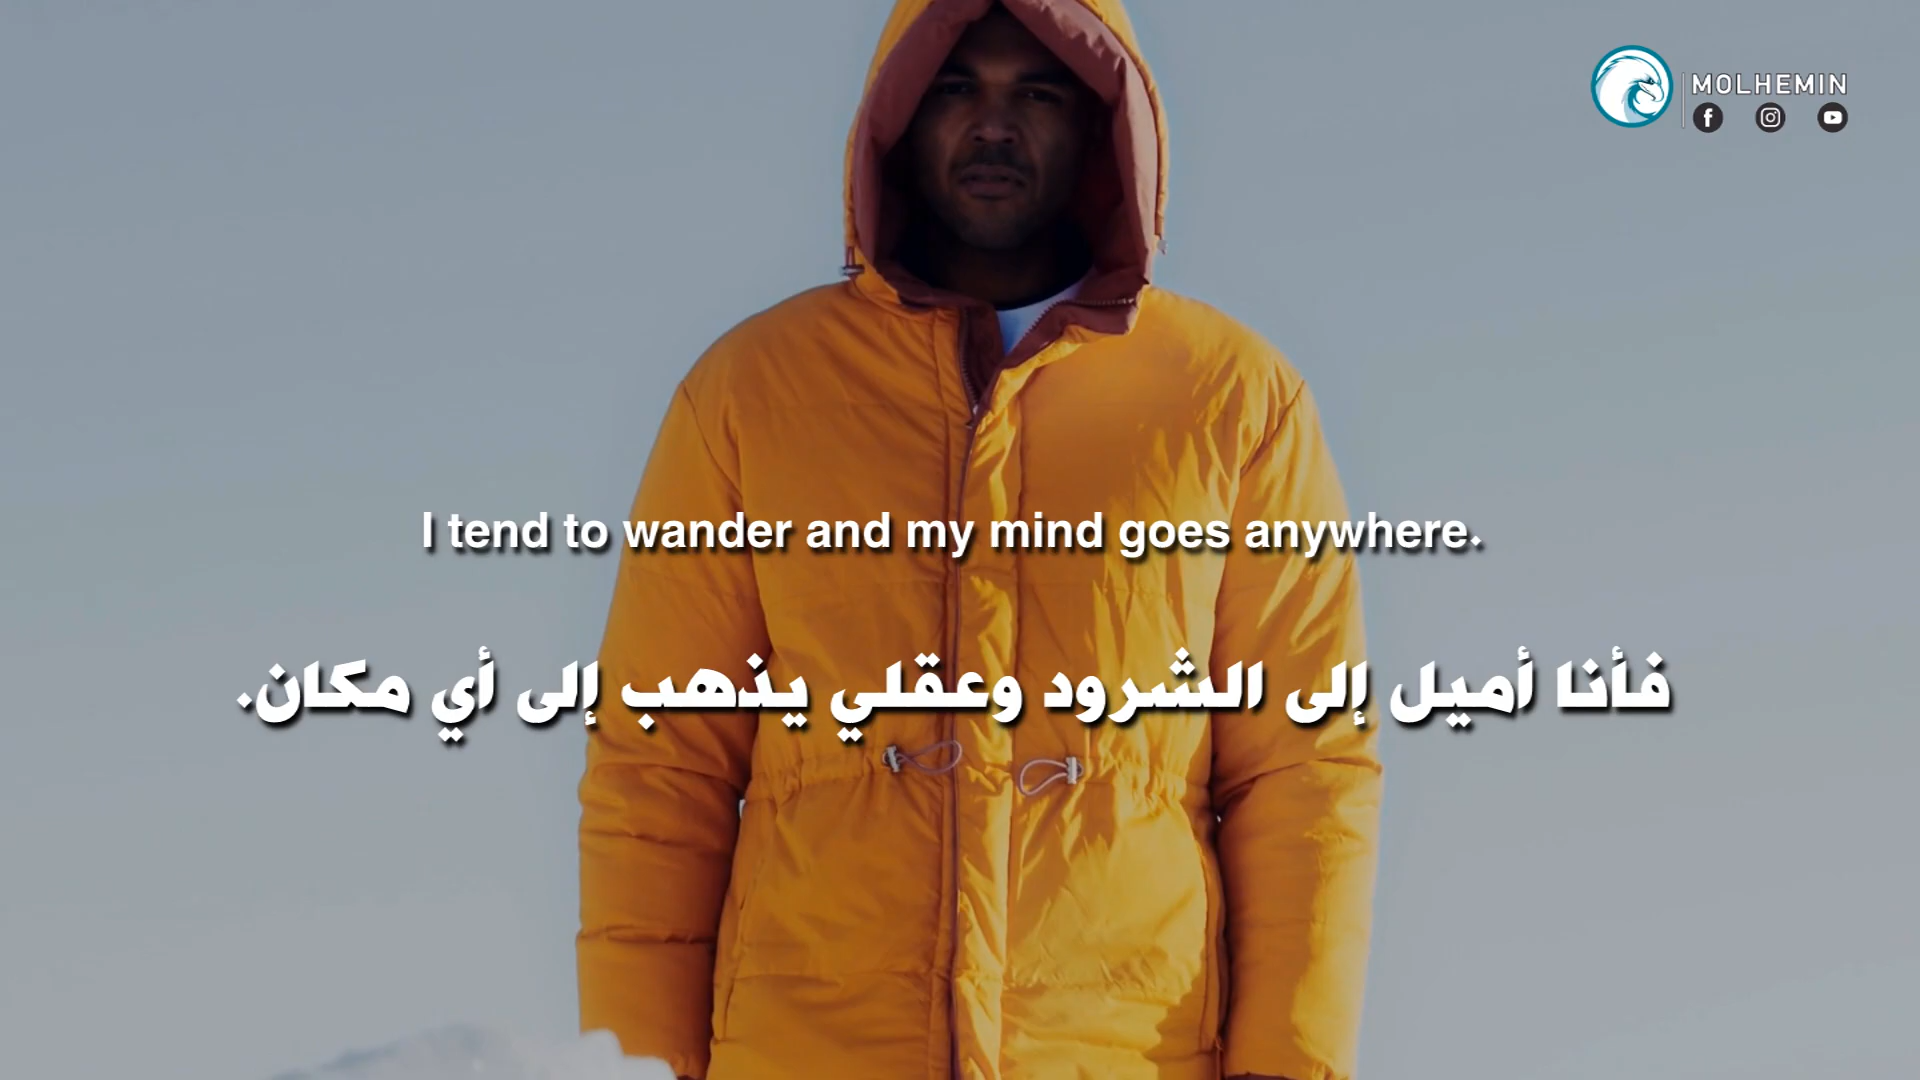 MOLHEMIN
I tend to wander and my mind goes anywhere.
فأنا أميل إلى الشرود وعقلي يذهب إلى أي مكان.